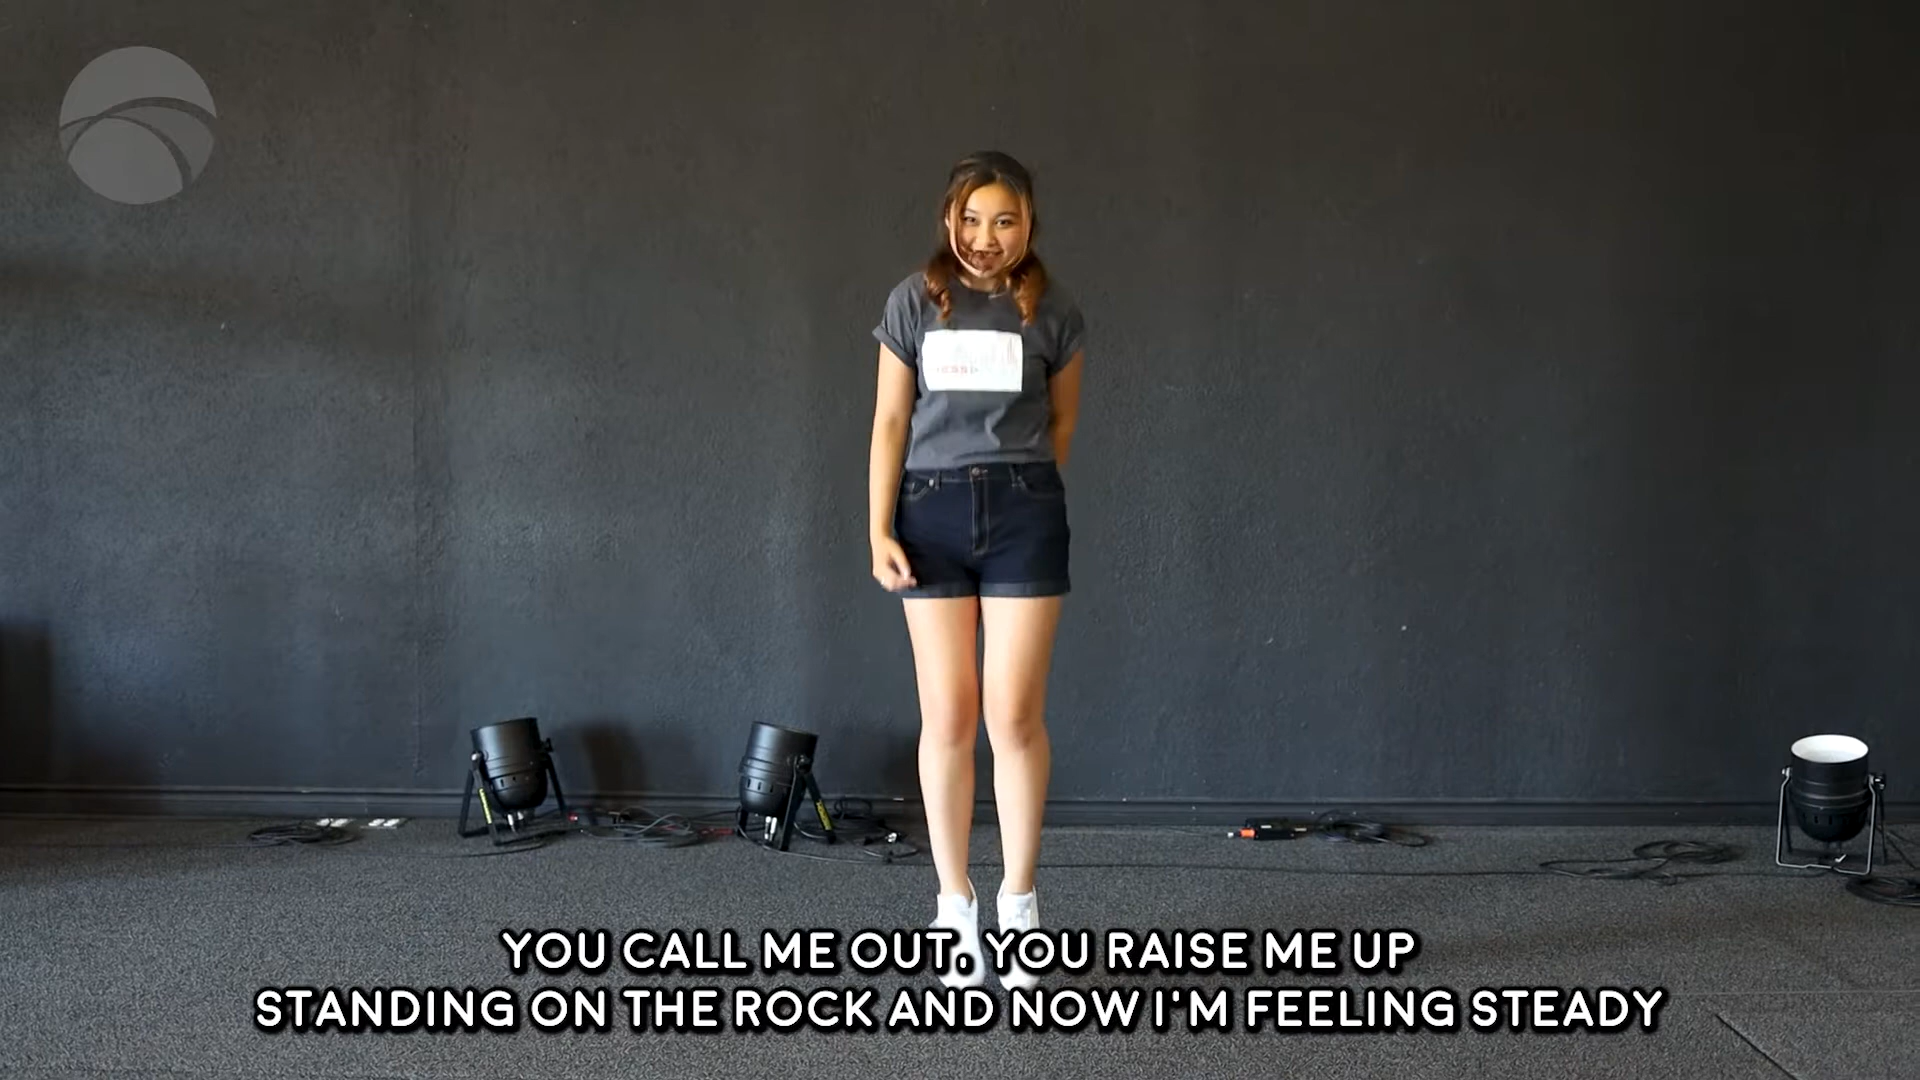 YOU CALL ME OUT, YOU RAISE ME UP
STANDING ON THE ROCK AND NOW I'M FEELING STEADY